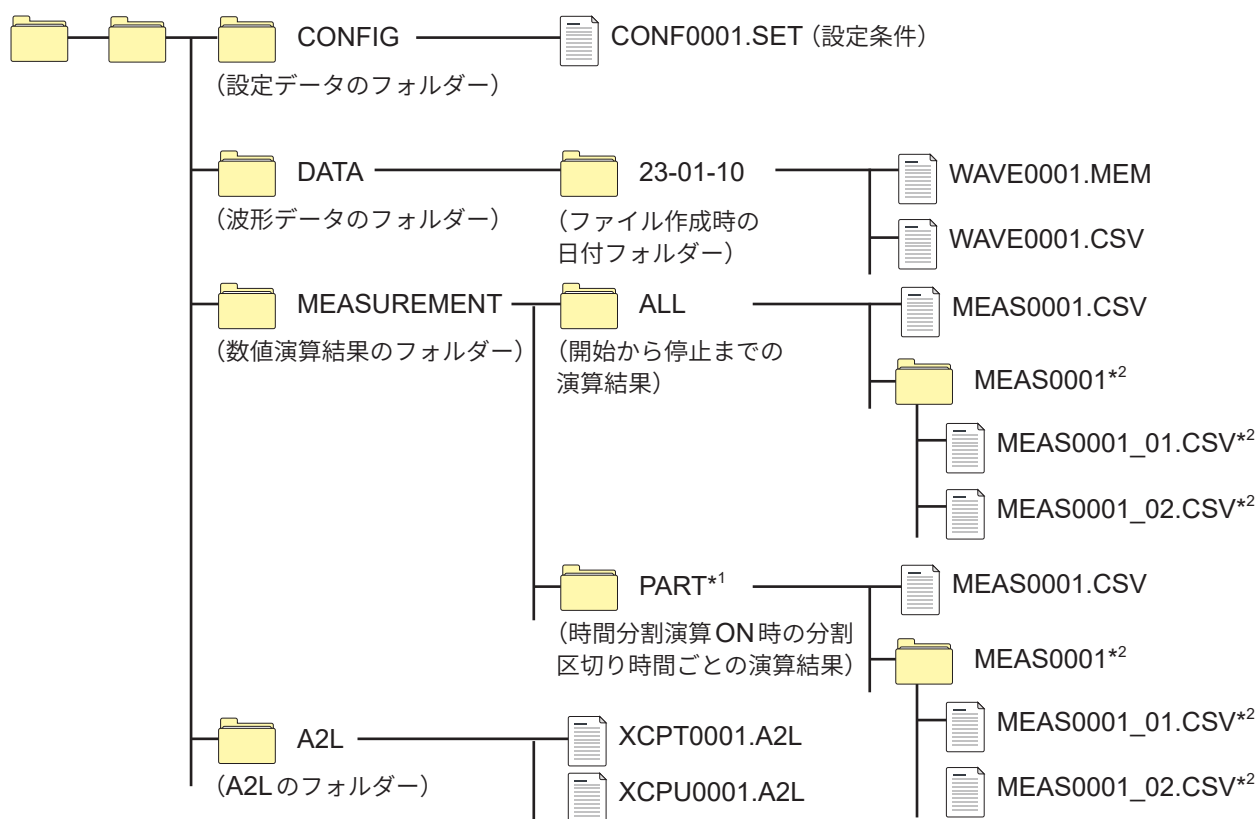 CONFIG
CONF0001.SET（設定条件）
（設定データのフォルダー）
DATA
23-01-10
WAVE0001.MEM
（波形データのフォルダー）
（ファイル作成時の
日付フォルダー）
WAVE0001.CSV
MEASUREMENT
ALL
MEAS0001.CSV
（数値演算結果のフォルダー）
（開始から停止までの
演算結果）
MEAS0001*2
MEAS0001_01.CSV*2
MEAS0001_02.CSV*2
PART*1
MEAS0001.CSV
（時間分割演算ON時の分割
区切り時間ごとの演算結果）
MEAS0001*2
MEAS0001_01.CSV*2
MEAS0001_02.CSV*2
A2L
XCPT0001.A2L
（A2Lのフォルダー）
XCPU0001.A2L